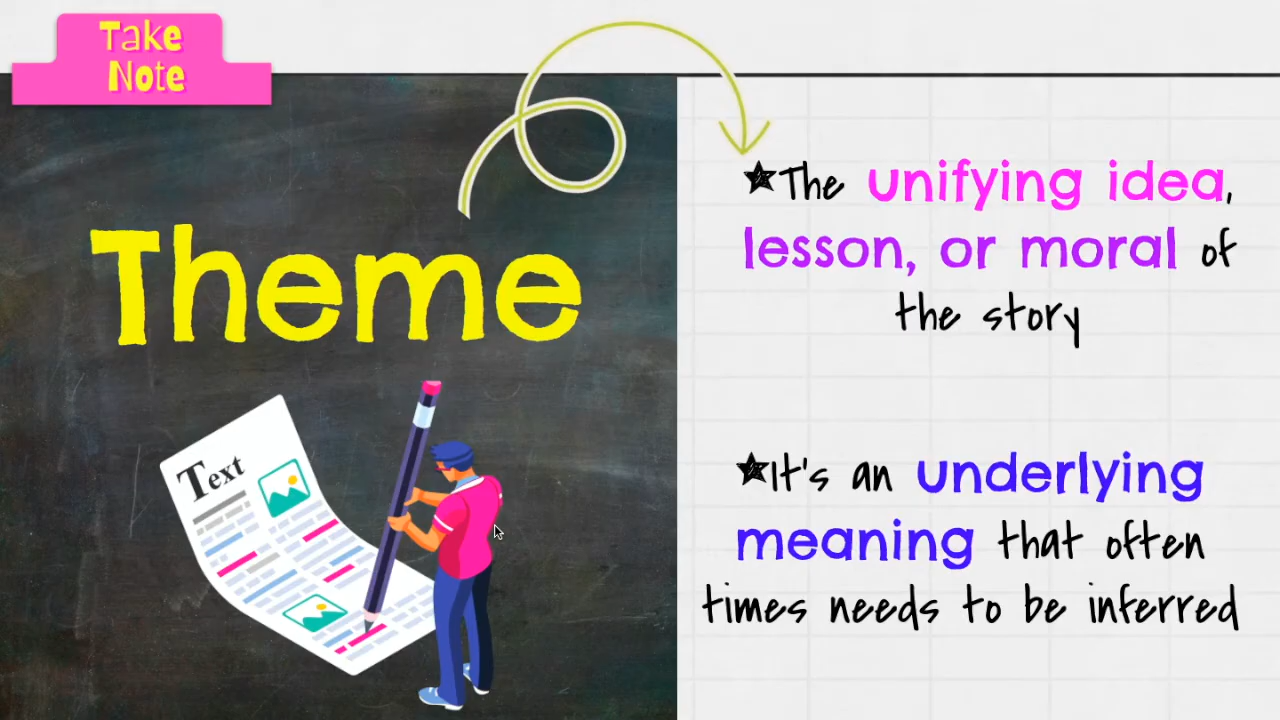 Take
Note
Theme
Text
★The unifying idea,
lesson, or moral of
the story
★It's an underlying
meaning that often
times needs to be inferred